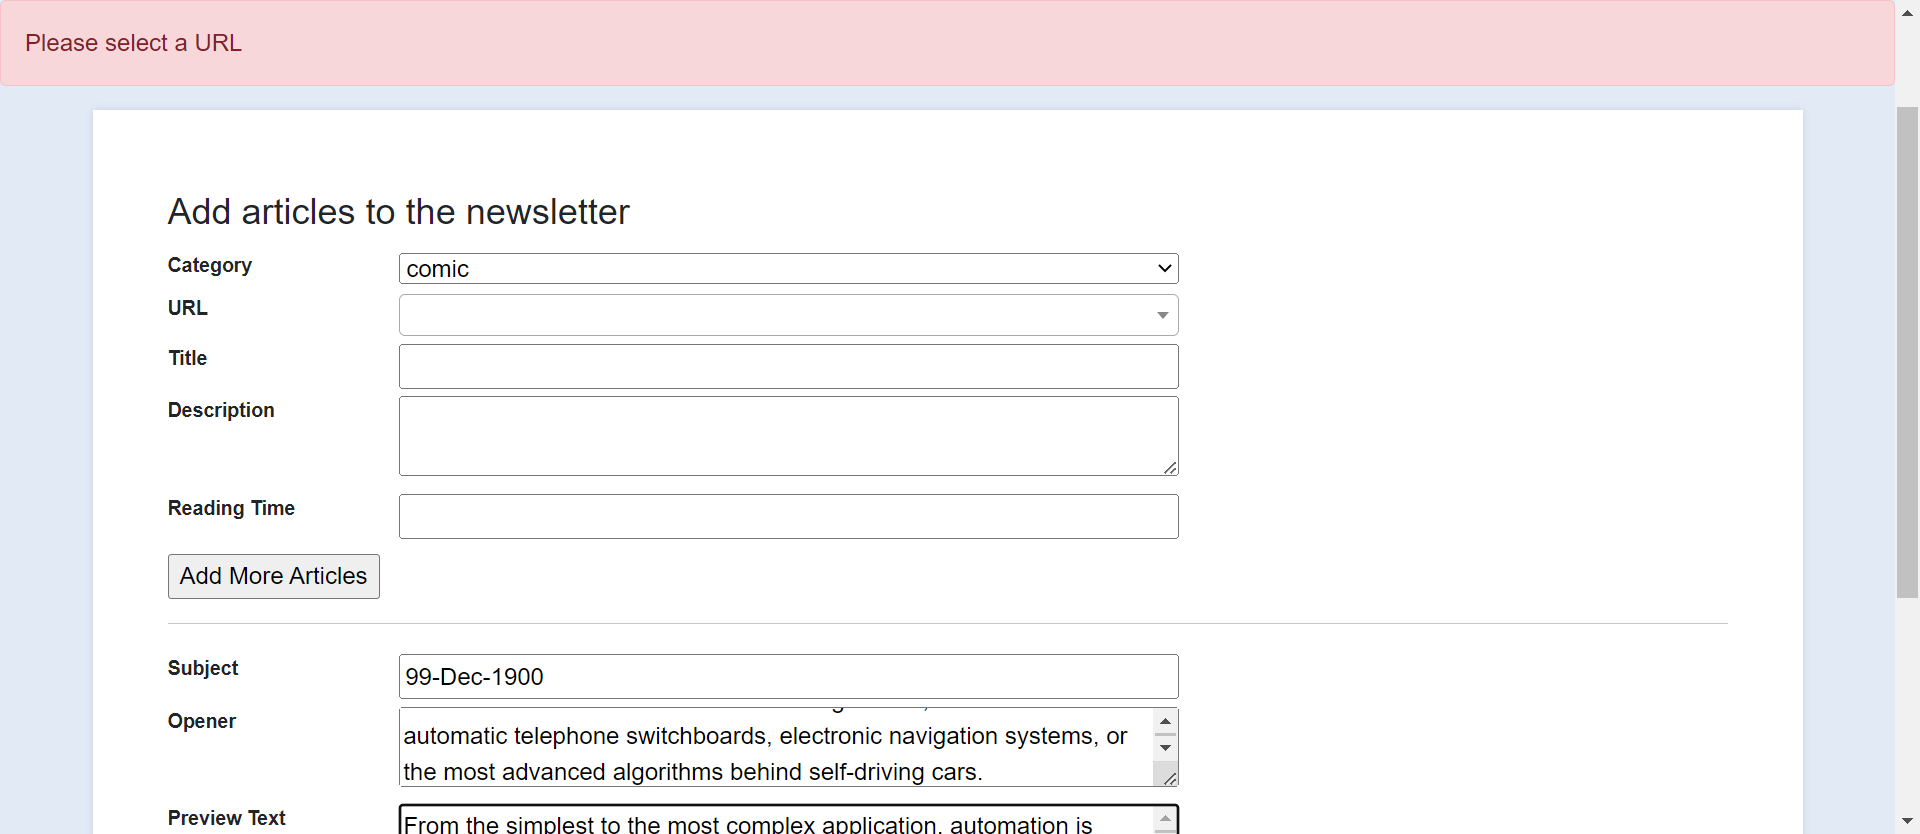 Please select a URL
Add articles to the newsletter
Category
comic
URL
Title
Description
Reading Time
Add More Articles
Subject
99-Dec-1900
Opener
automatic telephone switchboards, electronic navigation systems, or
the most advanced algorithms behind self-driving cars.
Preview Text
From the simplest to the most complex application, automation is